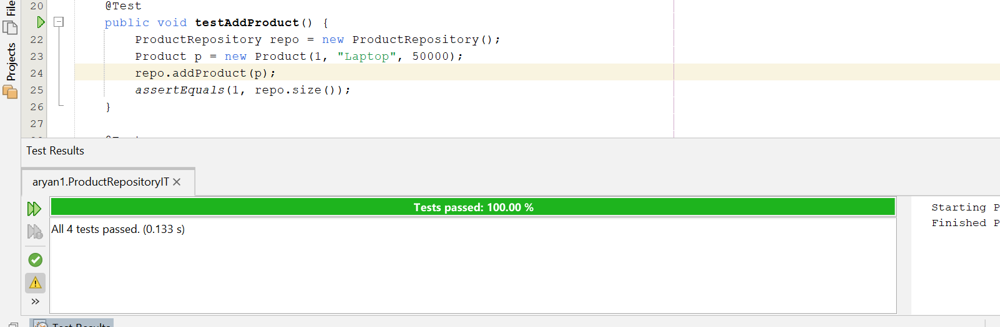 File
Projects
20 @Test
public void testAddProduct() {
22 ProductRepository repo = new ProductRepository();
23 Product p = new Product(1, "Laptop", 50000);
24 repo.addProduct(p);
25 assertEquals(1, repo.size());
26 }
27
Test Results
aryan1.ProductRepositoryIT
Tests passed: 100.00 %
All 4 tests passed. (0.133 s)
Starting P
Finished P
Test Results